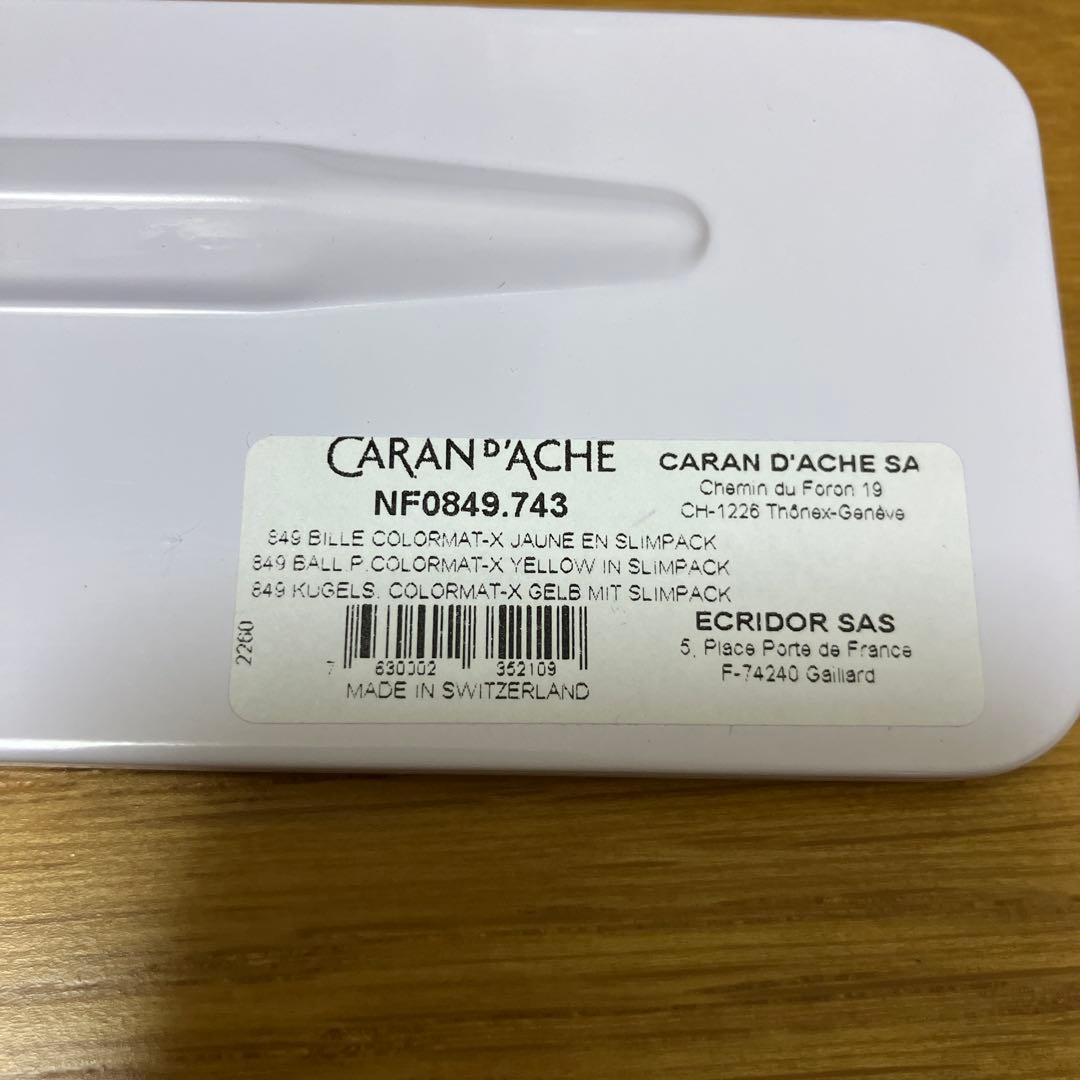 CARAN D'ACHE
NF0849.743
849 BILLE COLORMAT-X JAUNE EN SLIMPACK
849 BALL P.COLORMAT-X YELLOW IN SLIMPACK
849 KUGELS. COLORMAT-X GELB MIT SLIMPACK
2260
7 630002 352109
MADE IN SWITZERLAND
CARAN D'ACHE SA
Chemin du Foron 19
CH-1226 Thônex-Genève
ECRIDOR SAS
5, Place Porte de France
F-74240 Gaillard